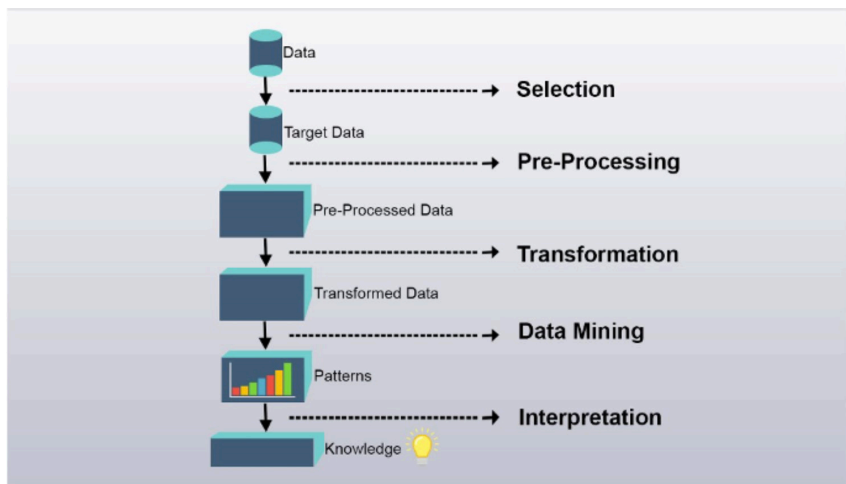 Data
Selection
Target Data
Pre-Processing
Pre-Processed Data
Transformation
Transformed Data
Data Mining
Patterns
Interpretation
Knowledge